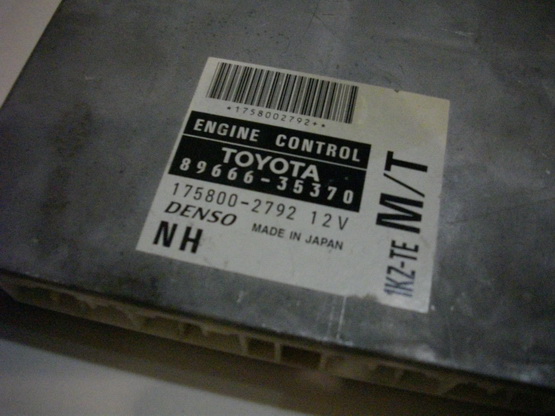 *1758002792**
ENGINE CONTROL
TOYOTA
89666-35370
175800-2792 12V
DENSO MADE IN JAPAN
NH
1KZ-TE M/T